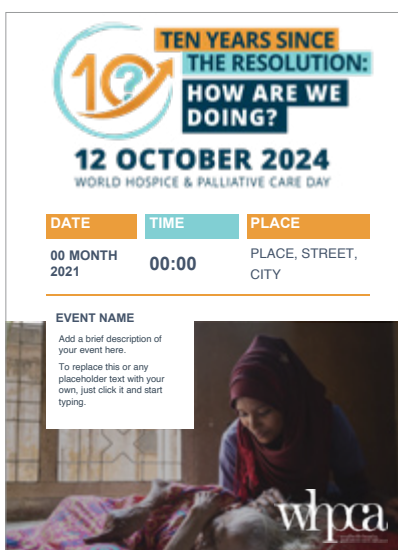 10?
TEN YEARS SINCE
THE RESOLUTION:
HOW ARE WE
DOING?
12 OCTOBER 2024
WORLD HOSPICE & PALLIATIVE CARE DAY
DATE
TIME
PLACE
00 MONTH
2021
00:00
PLACE, STREET,
CITY
EVENT NAME
Add a brief description of
your event here.
To replace this or any
placeholder text with your
own, just click it and start
typing.
whpca